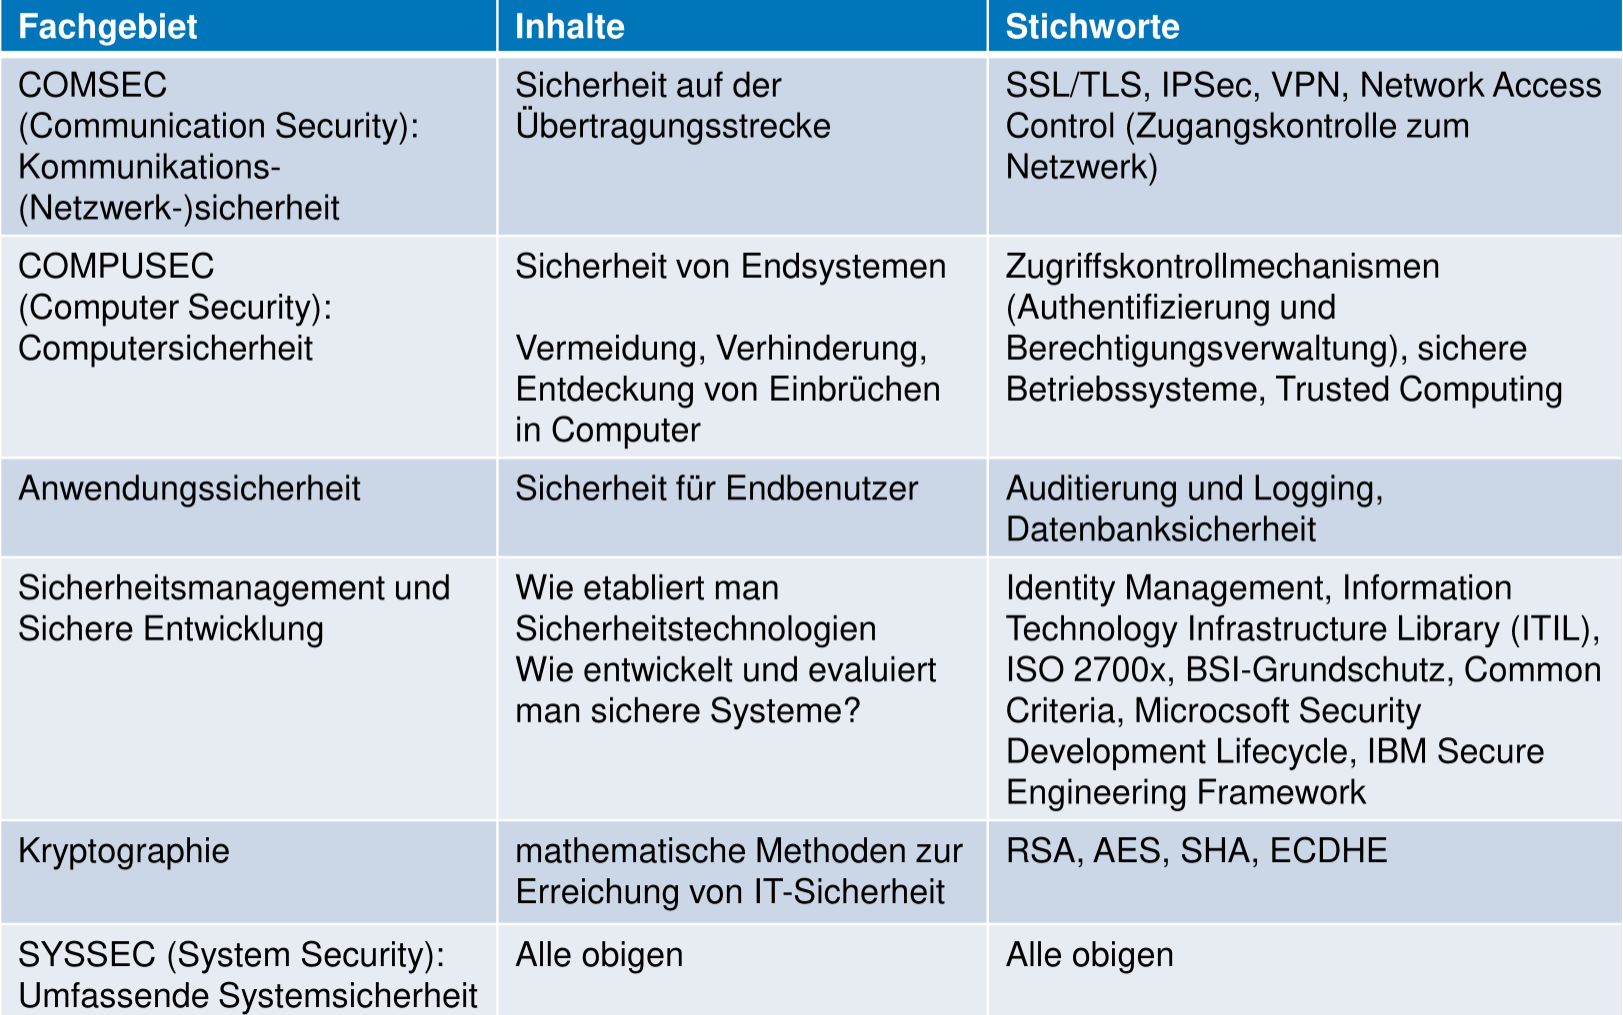 Fachgebiet
Inhalte
Stichworte
COMSEC
(Communication Security):
Kommunikations-
(Netzwerk-)sicherheit
Sicherheit auf der
Übertragungsstrecke
SSL/TLS, IPSec, VPN, Network Access
Control (Zugangskontrolle zum
Netzwerk)
COMPUSEC
(Computer Security):
Computersicherheit
Sicherheit von Endsystemen
Vermeidung, Verhinderung,
Entdeckung von Einbrüchen
in Computer
Zugriffskontrollmechanismen
(Authentifizierung und
Berechtigungsverwaltung), sichere
Betriebssysteme, Trusted Computing
Anwendungssicherheit
Sicherheit für Endbenutzer
Auditierung und Logging,
Datenbanksicherheit
Sicherheitsmanagement und
Sichere Entwicklung
Wie etabliert man
Sicherheitstechnologien
Wie entwickelt und evaluiert
man sichere Systeme?
Identity Management, Information
Technology Infrastructure Library (ITIL),
ISO 2700x, BSI-Grundschutz, Common
Criteria, Microcsoft Security
Development Lifecycle, IBM Secure
Engineering Framework
Kryptographie
mathematische Methoden zur
Erreichung von IT-Sicherheit
RSA, AES, SHA, ECDHE
SYSSEC (System Security):
Umfassende Systemsicherheit
Alle obigen
Alle obigen